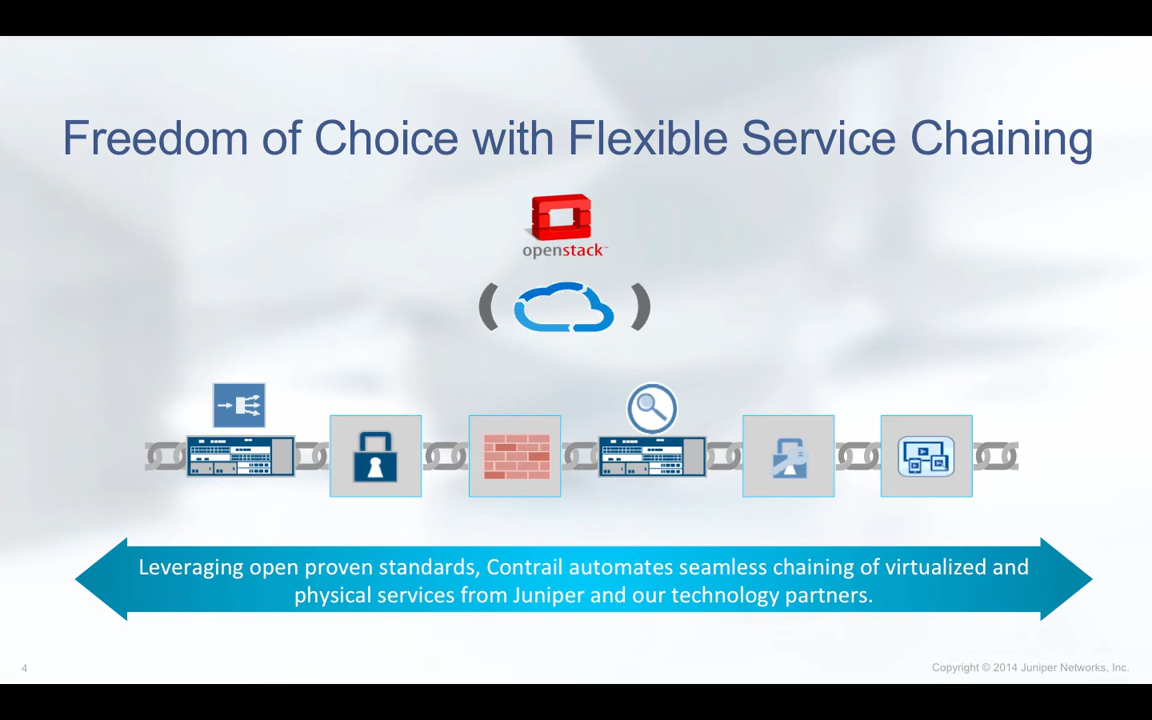 Freedom of Choice with Flexible Service Chaining
openstack™
Leveraging open proven standards, Contrail automates seamless chaining of virtualized and
physical services from Juniper and our technology partners.
4
Copyright © 2014 Juniper Networks, Inc.